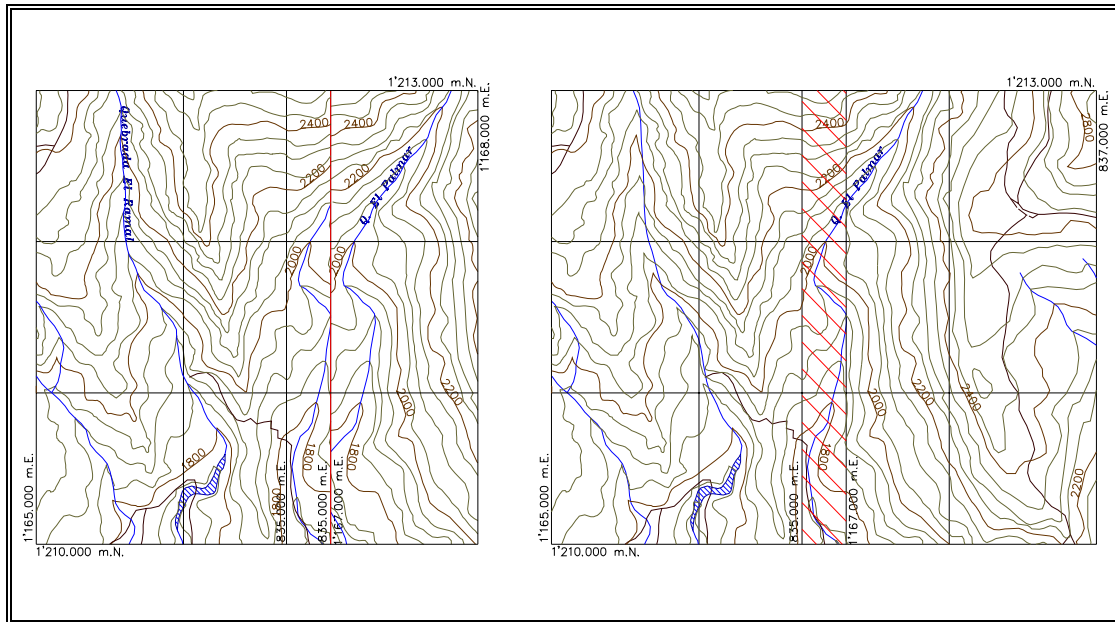 1'213.000 m.N.
1'168.000 m.E.
Quebrada El Ramal
2400
2400
2200
2200
Q. El Palmar
2000
2000
2000
2200
1800
1800
1800
1800
1'165.000 m.E.
835.000 m.E.
835.000 m.E.
1'167.000 m.E.
1'210.000 m.N.
1'213.000 m.N.
837.000 m.E.
2800
2400
2200
Q. El Palmar
2000
2000
2400
1800
1800
2200
1'165.000 m.E.
835.000 m.E.
1'167.000 m.E.
1'210.000 m.N.